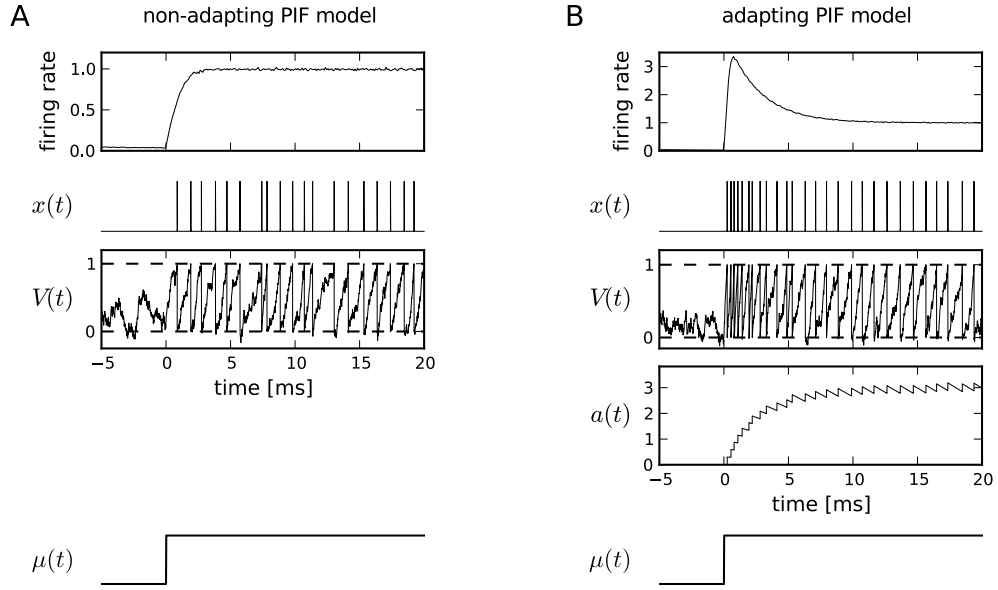 A
non-adapting PIF model
firing rate
1.0
0.5
0.0
x(t)
V(t)
1
0
−5 0 5 10 15 20
time [ms]
μ(t)
B
adapting PIF model
firing rate
3
2
1
0
x(t)
V(t)
1
0
a(t)
3
2
1
0
−5 0 5 10 15 20
time [ms]
μ(t)